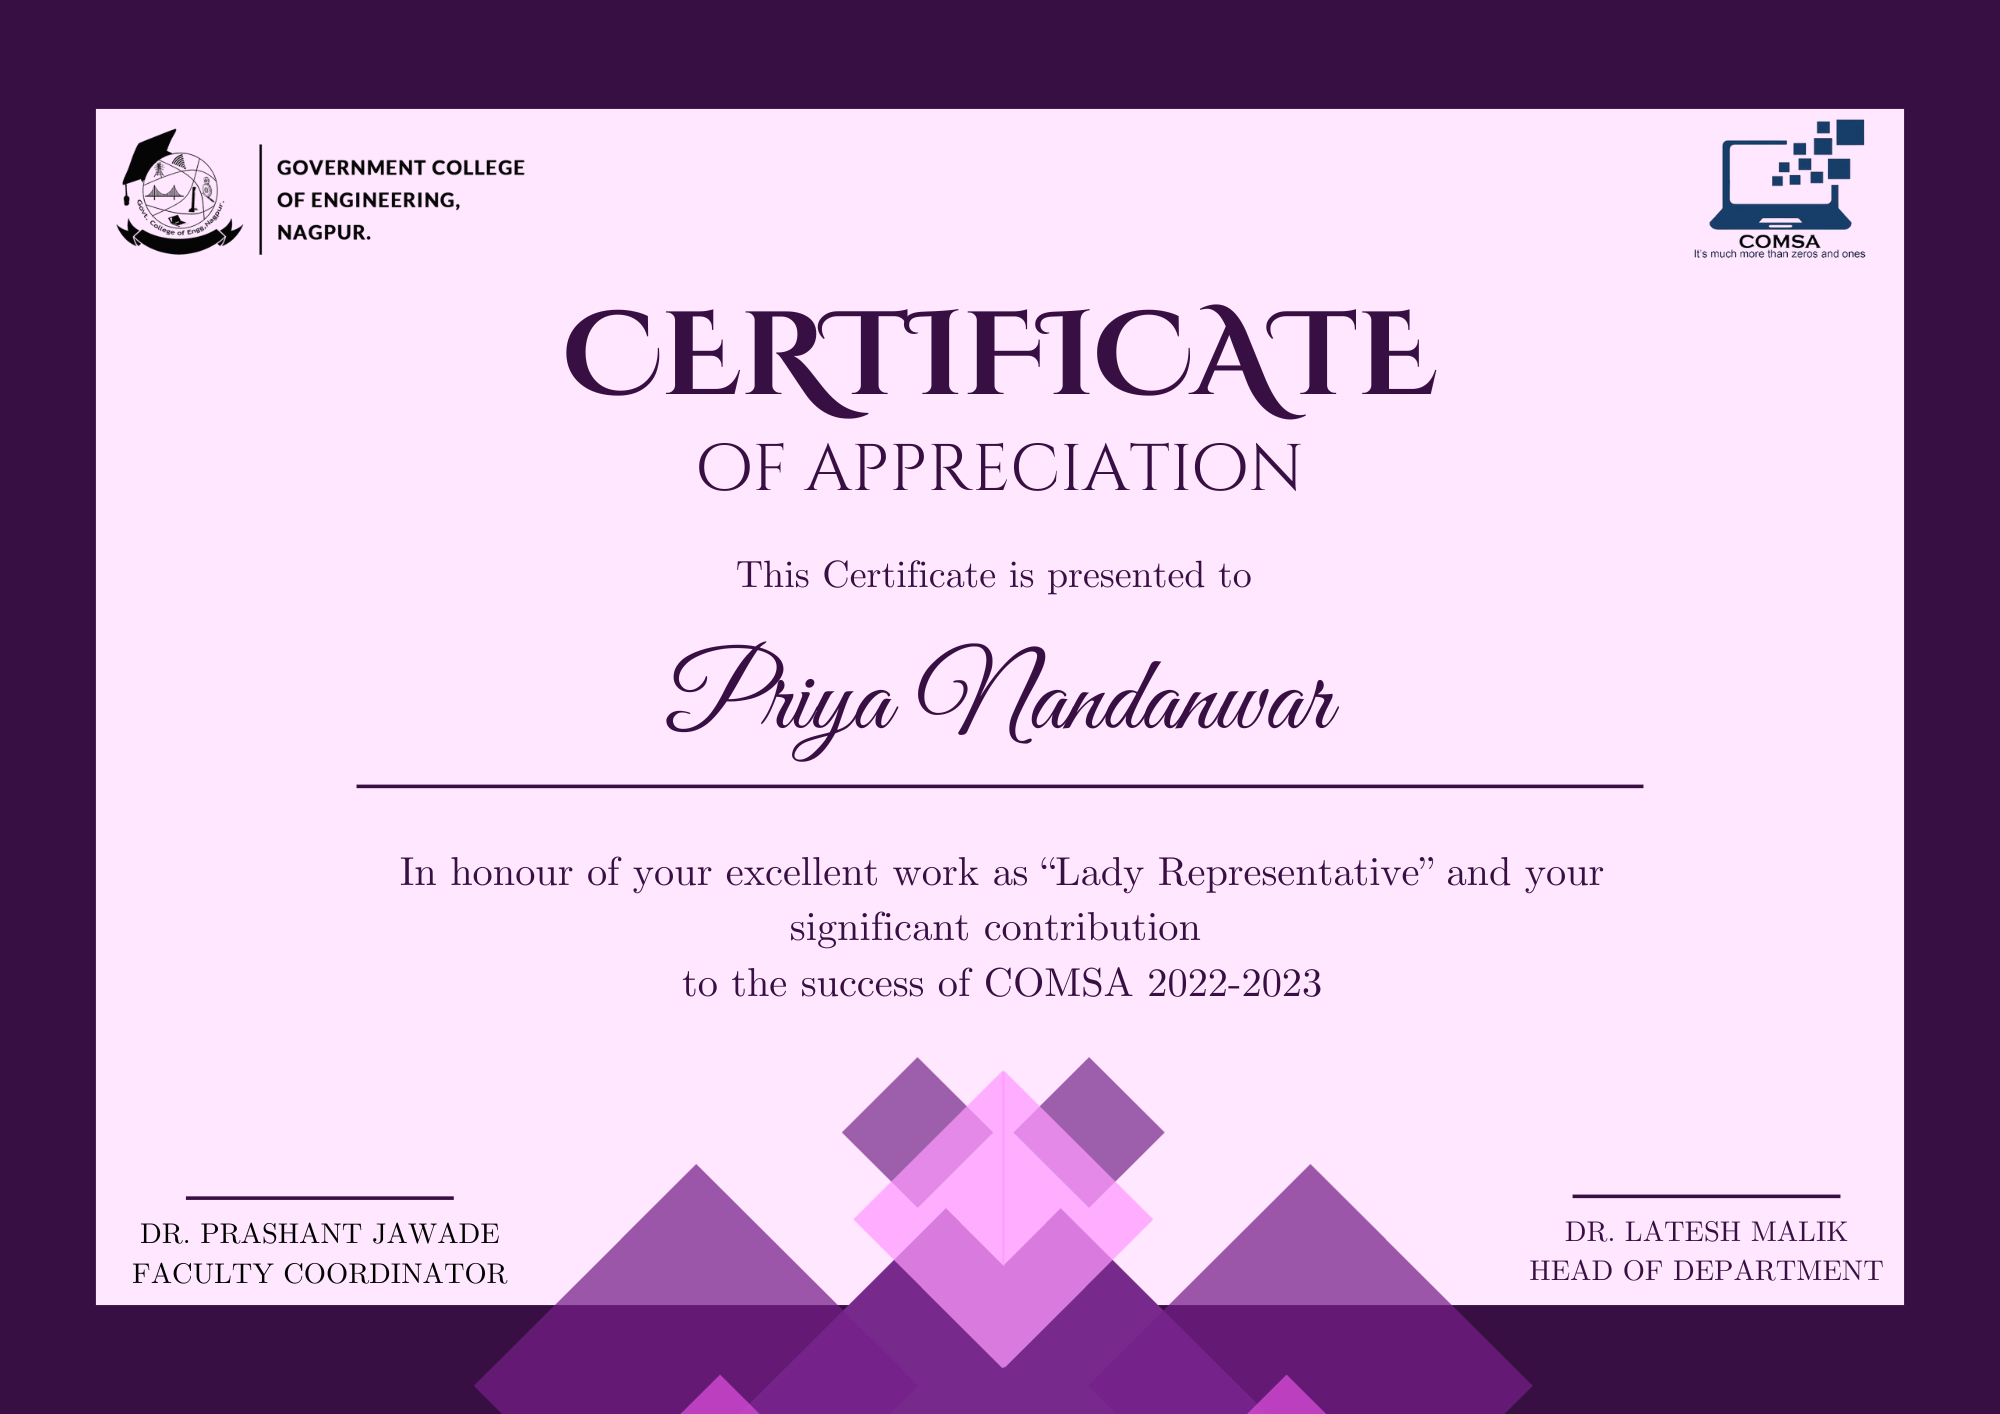 Govt. College of Engg. Nagpur.
GOVERNMENT COLLEGE
OF ENGINEERING,
NAGPUR.
COMSA
It's much more than zeros and ones
CERTIFICATE
OF APPRECIATION
This Certificate is presented to
Priya Nandanwar
In honour of your excellent work as “Lady Representative” and your
significant contribution
to the success of COMSA 2022-2023
DR. PRASHANT JAWADE
FACULTY COORDINATOR
DR. LATESH MALIK
HEAD OF DEPARTMENT